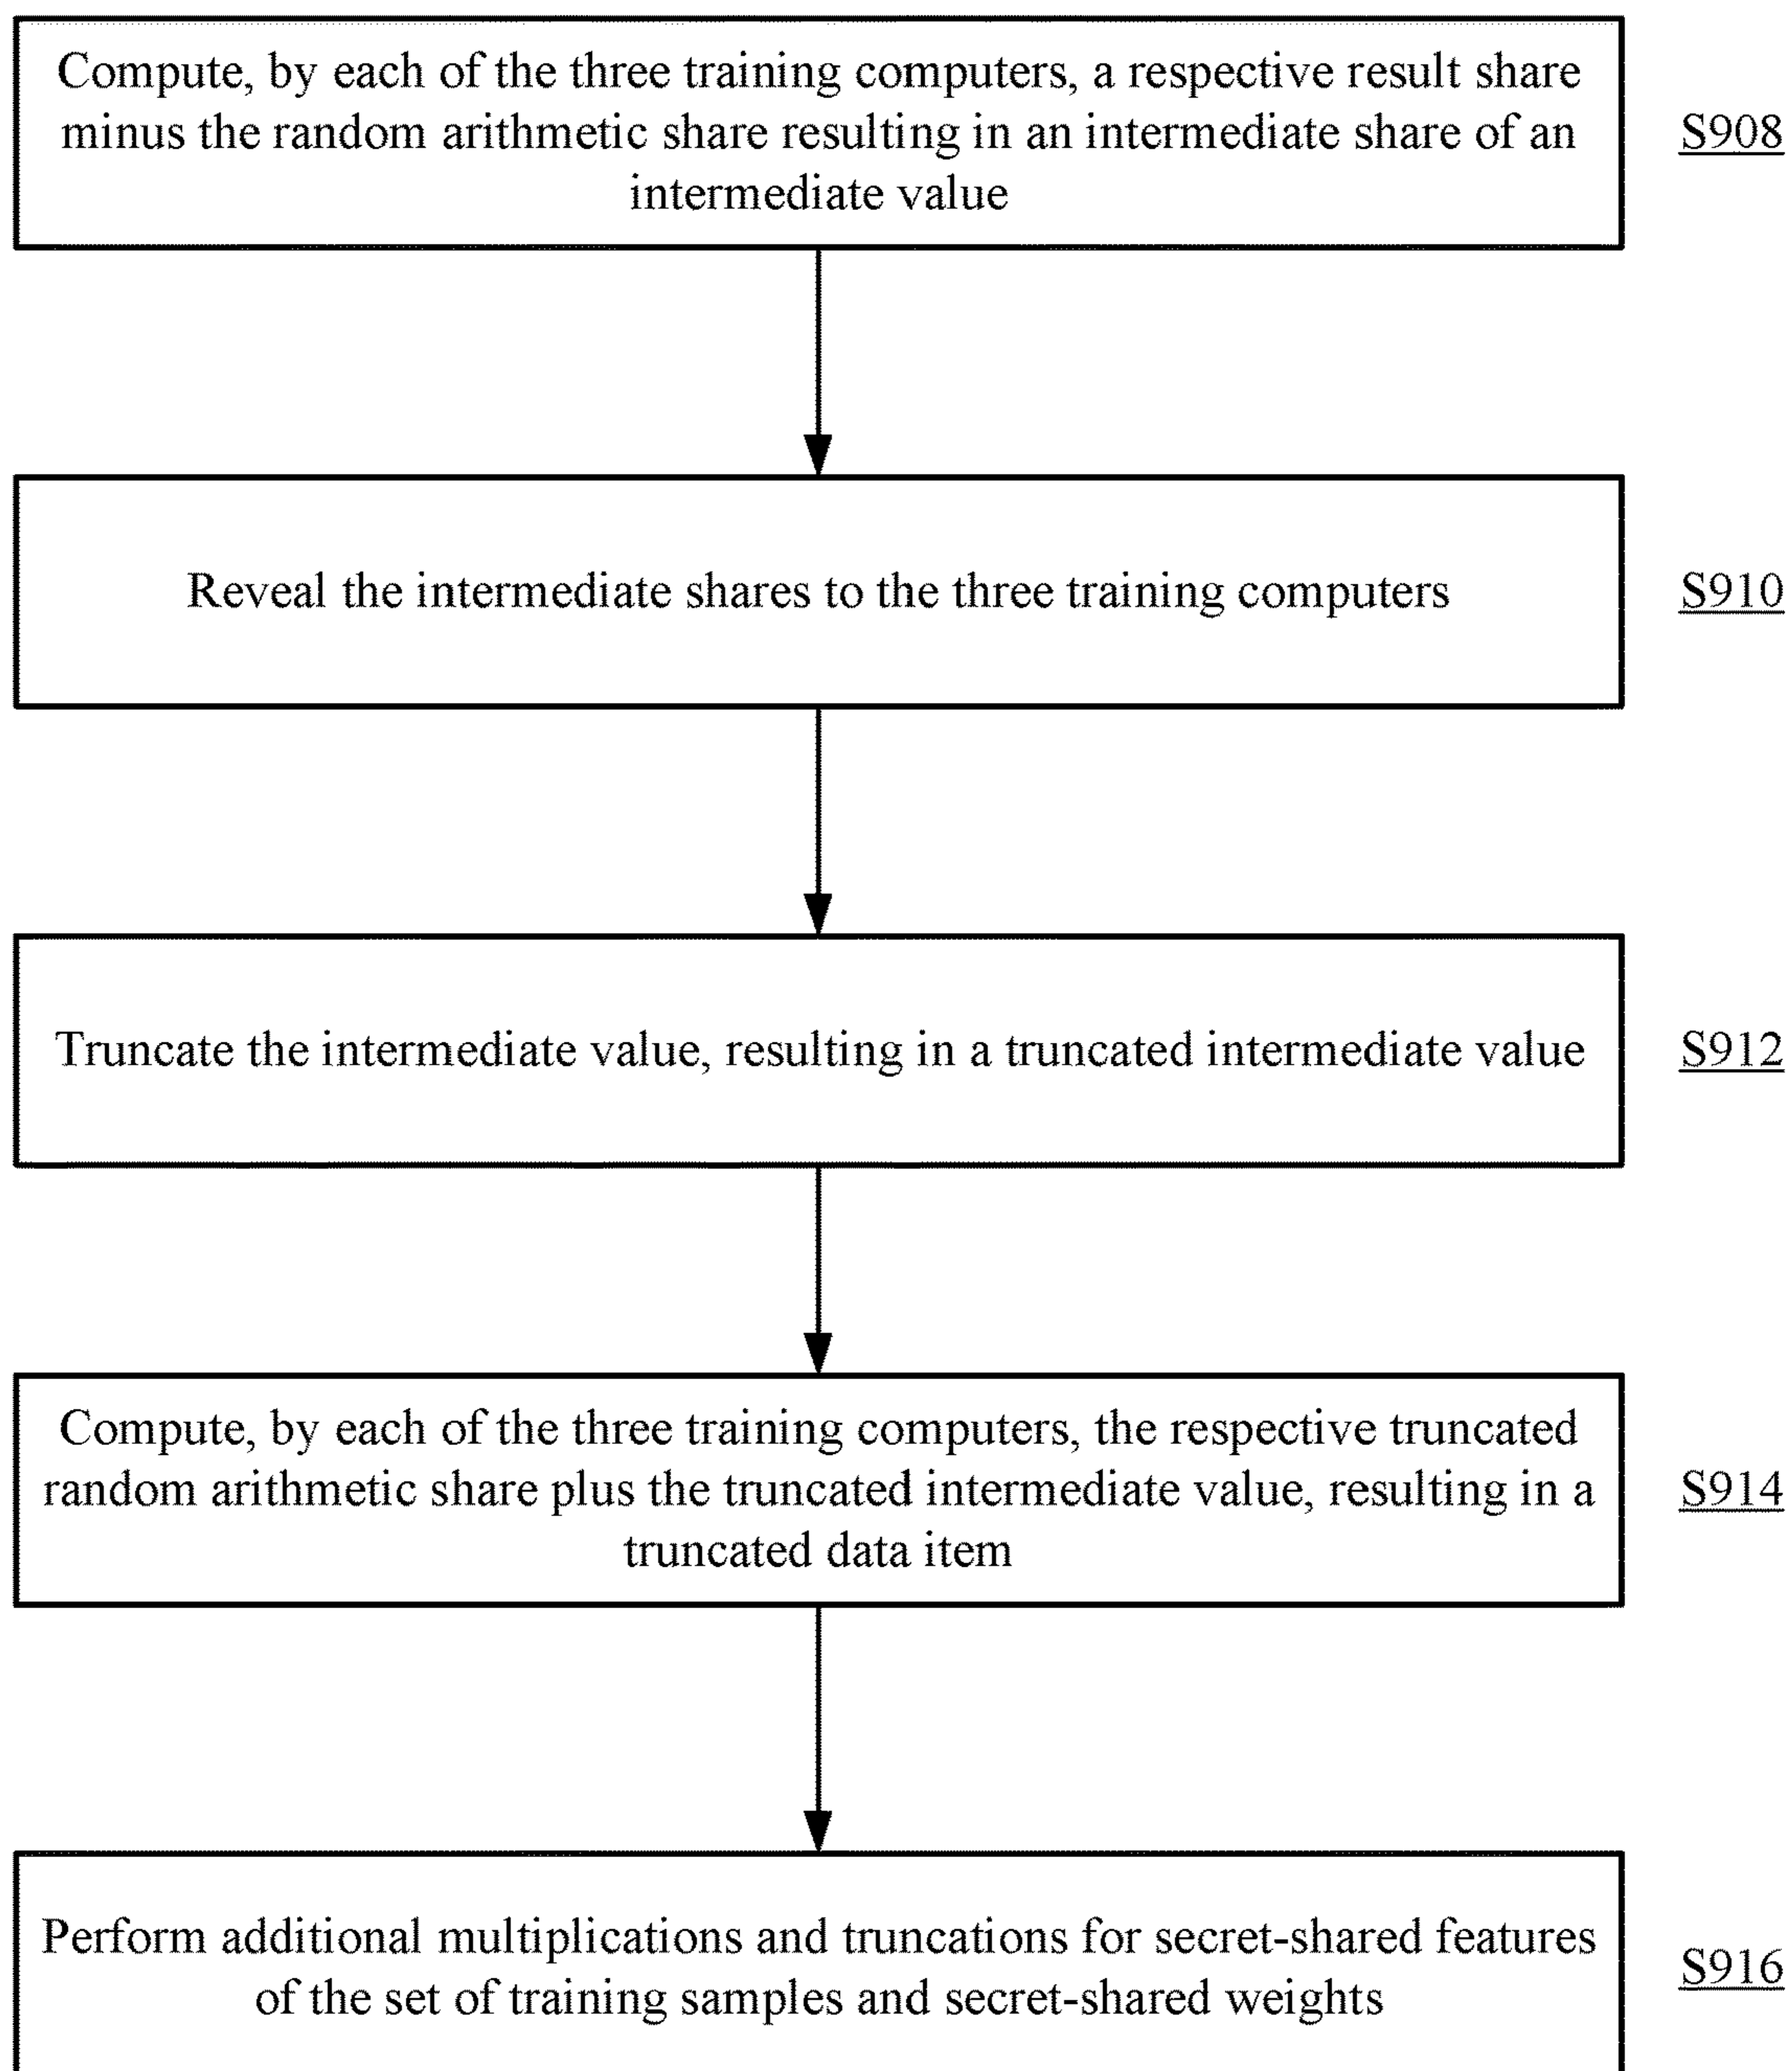 Compute, by each of the three training computers, a respective result share
minus the random arithmetic share resulting in an intermediate share of an
intermediate value
S908
Reveal the intermediate shares to the three training computers
S910
Truncate the intermediate value, resulting in a truncated intermediate value
S912
Compute, by each of the three training computers, the respective truncated
random arithmetic share plus the truncated intermediate value, resulting in a
truncated data item
S914
Perform additional multiplications and truncations for secret-shared features
of the set of training samples and secret-shared weights
S916